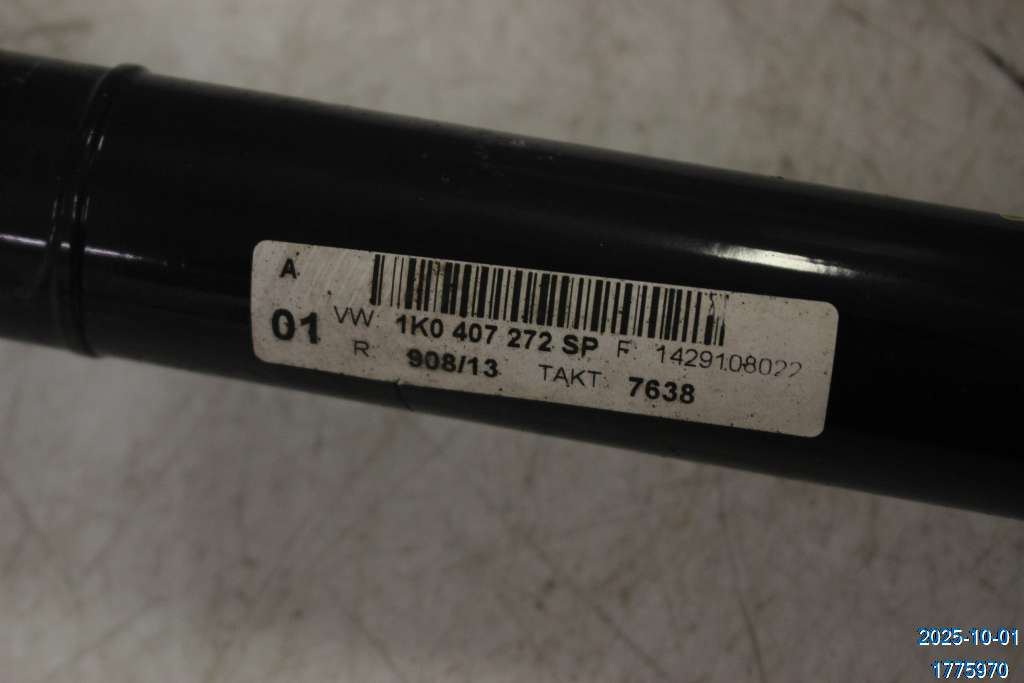 A
01 VW 1K0 407 272 SP F 1429108022
R 908/13 TAKT 7638
2025-10-01
1775970